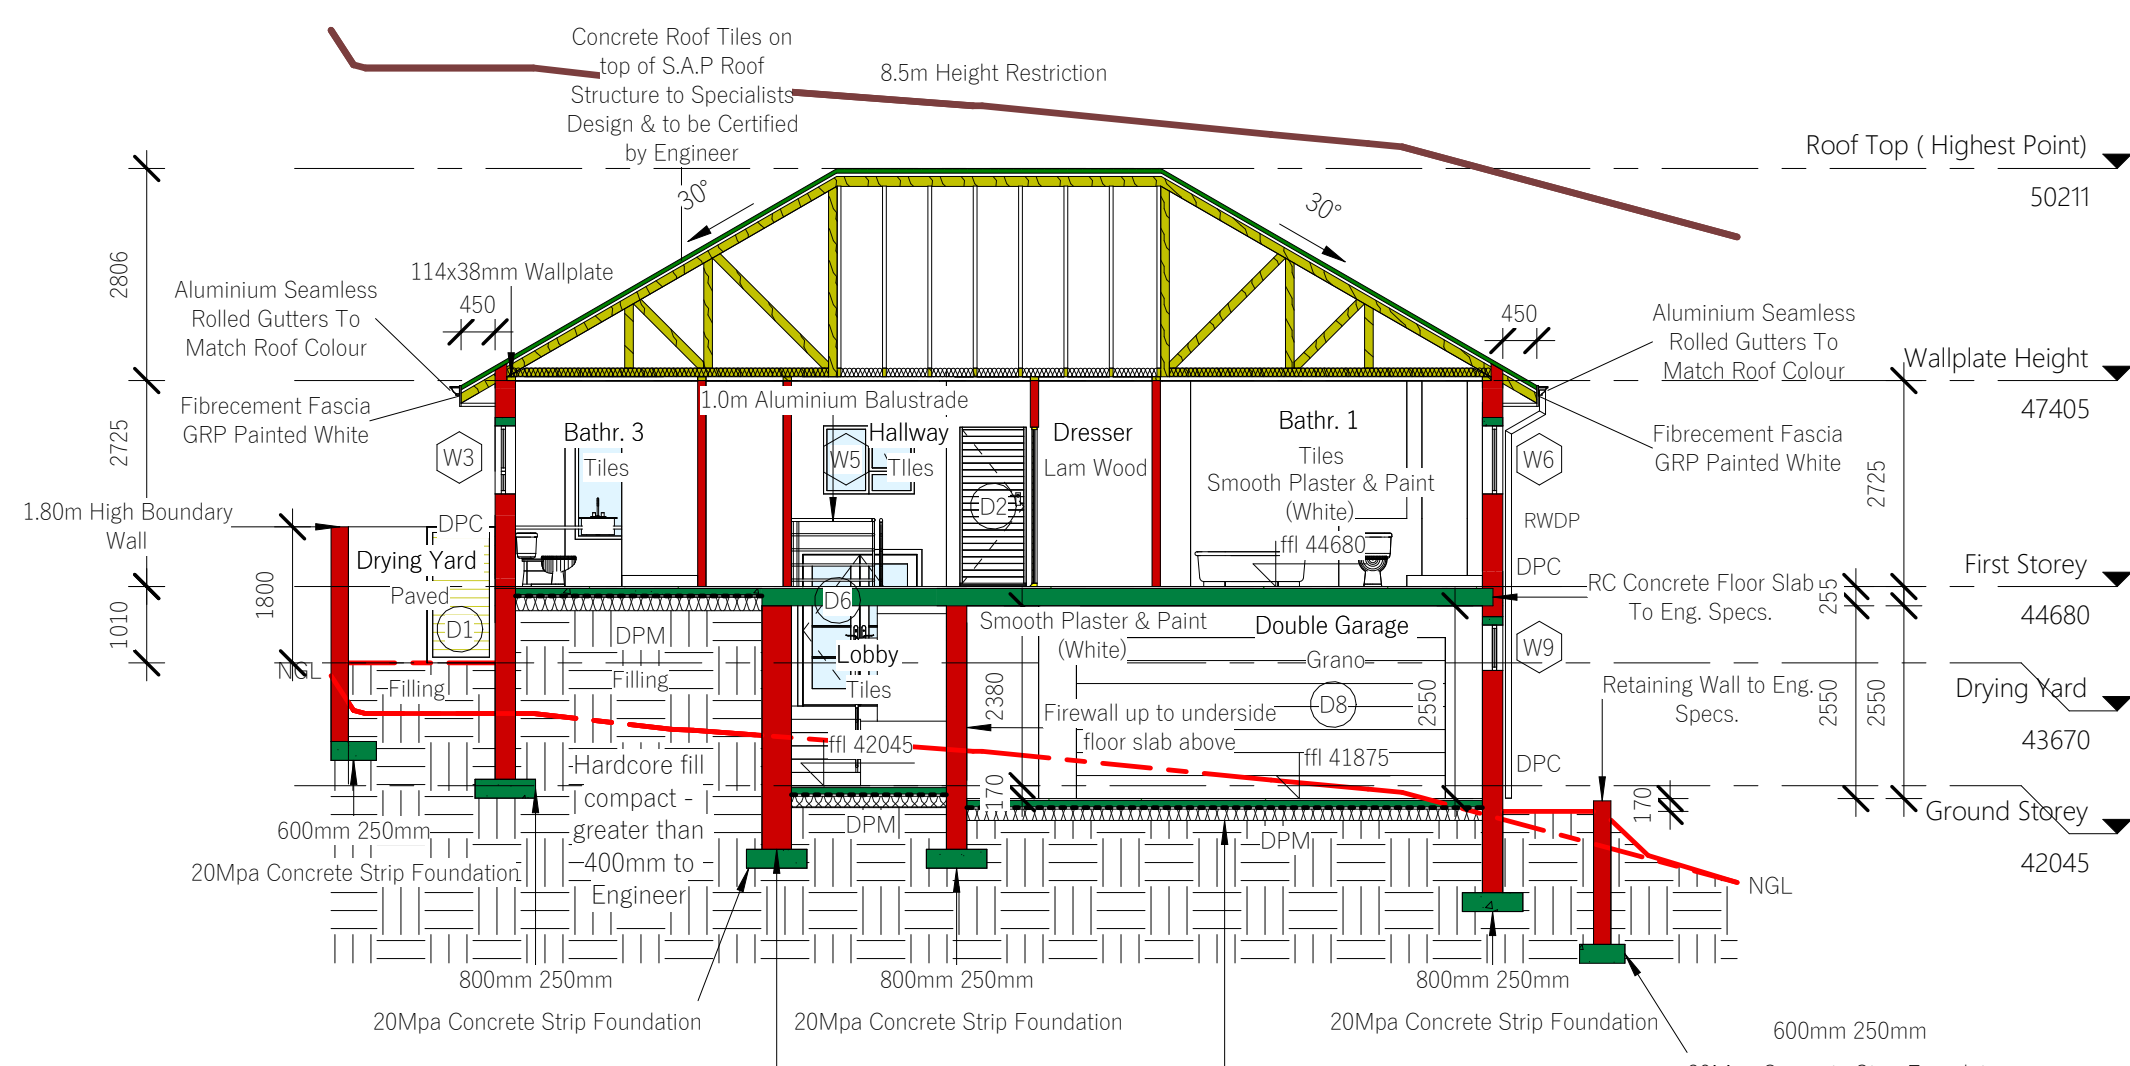 Concrete Roof Tiles on
top of S.A.P Roof
Structure to Specialists
Design & to be Certified
by Engineer
8.5m Height Restriction
Roof Top ( Highest Point)
50211
30°
30°
2806
114x38mm Wallplate
450
450
Aluminium Seamless
Rolled Gutters To
Match Roof Colour
Aluminium Seamless
Rolled Gutters To
Match Roof Colour
Wallplate Height
47405
Fibrecement Fascia
GRP Painted White
Fibrecement Fascia
GRP Painted White
1.0m Aluminium Balustrade
2725
W3
Bathr. 3
Tiles
W5
Hallway
TIles
Dresser
Lam Wood
Bathr. 1
Tiles
Smooth Plaster & Paint
(White)
ffl 44680
W6
2725
D2
1.80m High Boundary
Wall
DPC
RWDP
DPC
Drying Yard
Paved
D1
1800
1010
First Storey
44680
RC Concrete Floor Slab
To Eng. Specs.
255
D6
DPM
Smooth Plaster & Paint
(White)
Double Garage
Grano
W9
Lobby
Tiles
NGL
Filling
Filling
2380
D8
2550
Retaining Wall to Eng.
Specs.
2550
2550
Drying Yard
43670
Firewall up to underside
floor slab above
ffl 42045
ffl 41875
DPC
Hardcore fill
compact -
greater than
400mm to
Engineer
170
170
DPM
DPM
Ground Storey
42045
600mm 250mm
20Mpa Concrete Strip Foundation
NGL
800mm 250mm
20Mpa Concrete Strip Foundation
800mm 250mm
20Mpa Concrete Strip Foundation
800mm 250mm
20Mpa Concrete Strip Foundation
600mm 250mm